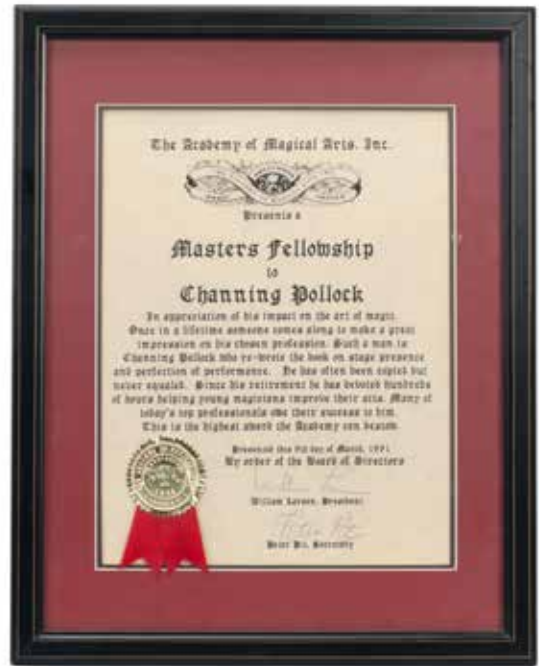 The Academy of Magical Arts, Inc.
Presents a
Masters Fellowship
to
Channing Pollock
In appreciation of his impact on the art of magic.
Once in a lifetime someone comes along to make a great
impression on his chosen profession. Such a man is
Channing Pollock who re-wrote the book on stage presence
and perfection of performance. He has often been copied but
never equaled. Since his retirement he has devoted hundreds
of hours helping young magicians improve their acts. Many of
today's top professionals owe their success to him.
This is the highest award the Academy can bestow.
Presented this day of March, 1991
By order of the Board of Directors
William Larsen, President
Peter Pit, Secretary